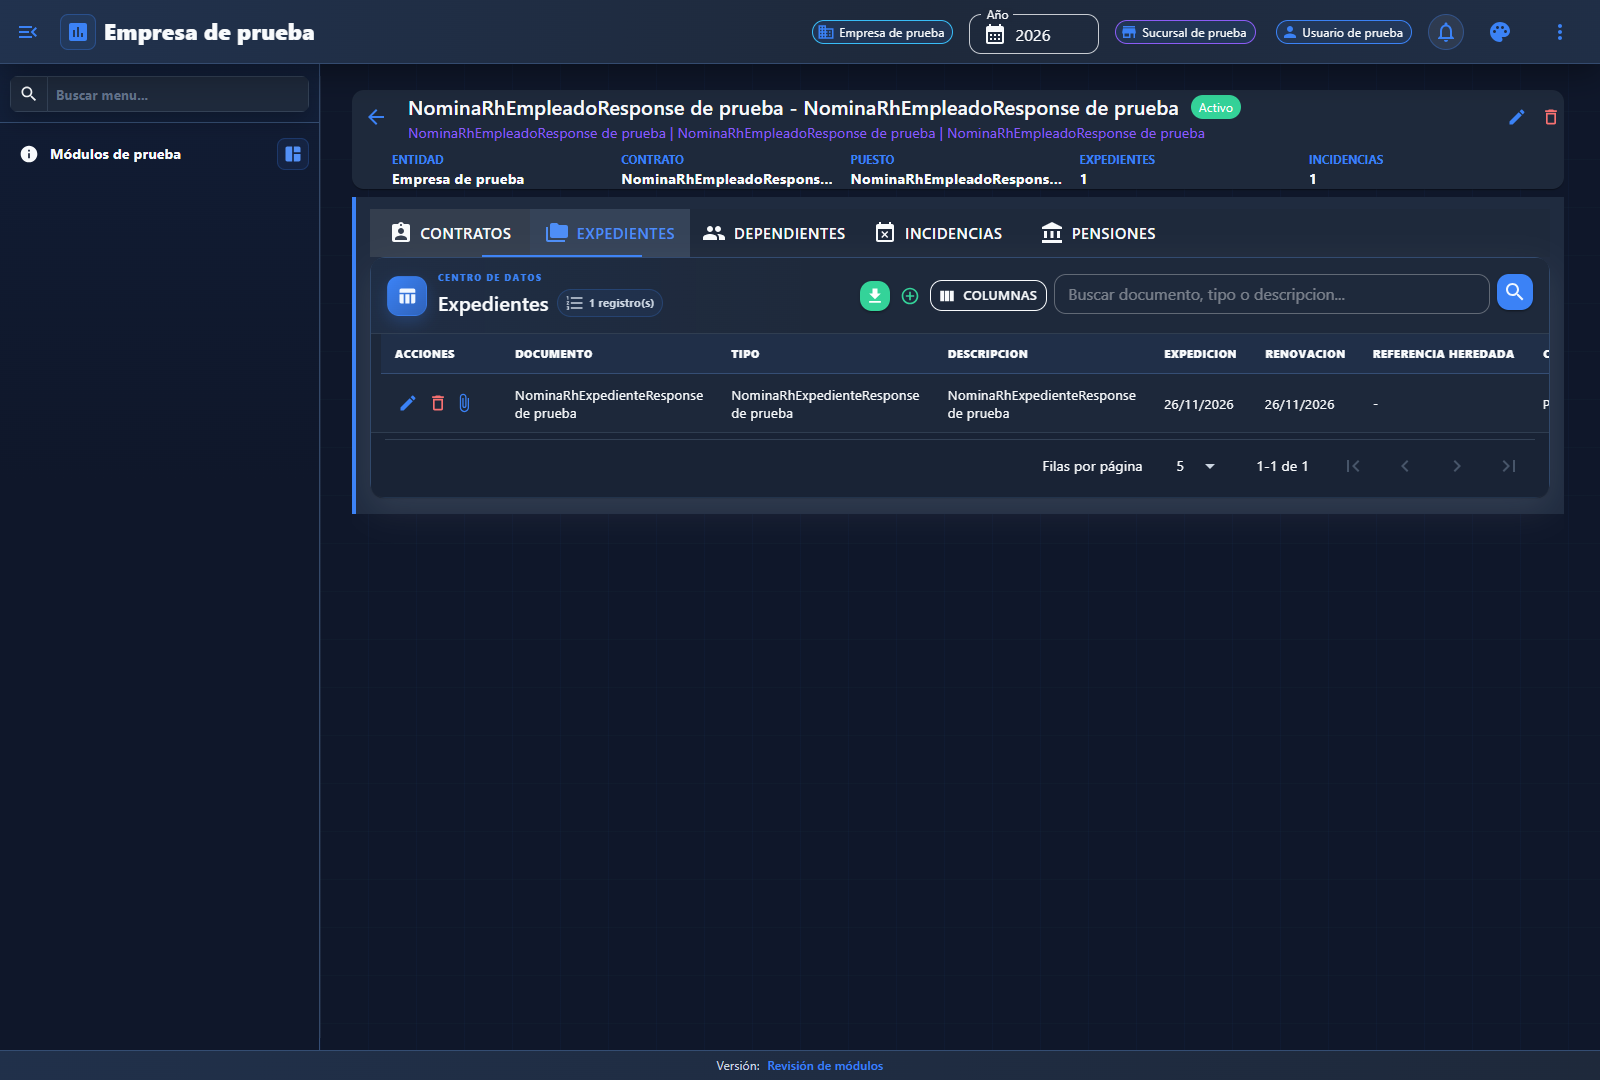 Empresa de prueba
Empresa de prueba
Año
2026
Sucursal de prueba
Usuario de prueba
Buscar menu...
Módulos de prueba
NominaRhEmpleadoResponse de prueba - NominaRhEmpleadoResponse de prueba
Activo
NominaRhEmpleadoResponse de prueba | NominaRhEmpleadoResponse de prueba | NominaRhEmpleadoResponse de prueba
ENTIDAD
Empresa de prueba
CONTRATO
NominaRhEmpleadoRespons...
PUESTO
NominaRhEmpleadoRespons...
EXPEDIENTES
1
INCIDENCIAS
1
CONTRATOS
EXPEDIENTES
DEPENDIENTES
INCIDENCIAS
PENSIONES
CENTRO DE DATOS
Expedientes
1 registro(s)
COLUMNAS
Buscar documento, tipo o descripcion...
ACCIONES DOCUMENTO TIPO DESCRIPCION EXPEDICION RENOVACION REFERENCIA HEREDADA
NominaRhExpedienteResponse
de prueba
NominaRhExpedienteResponse
de prueba
NominaRhExpedienteResponse
de prueba
26/11/2026
26/11/2026
-
Filas por página
5
1-1 de 1
Versión: Revisión de módulos